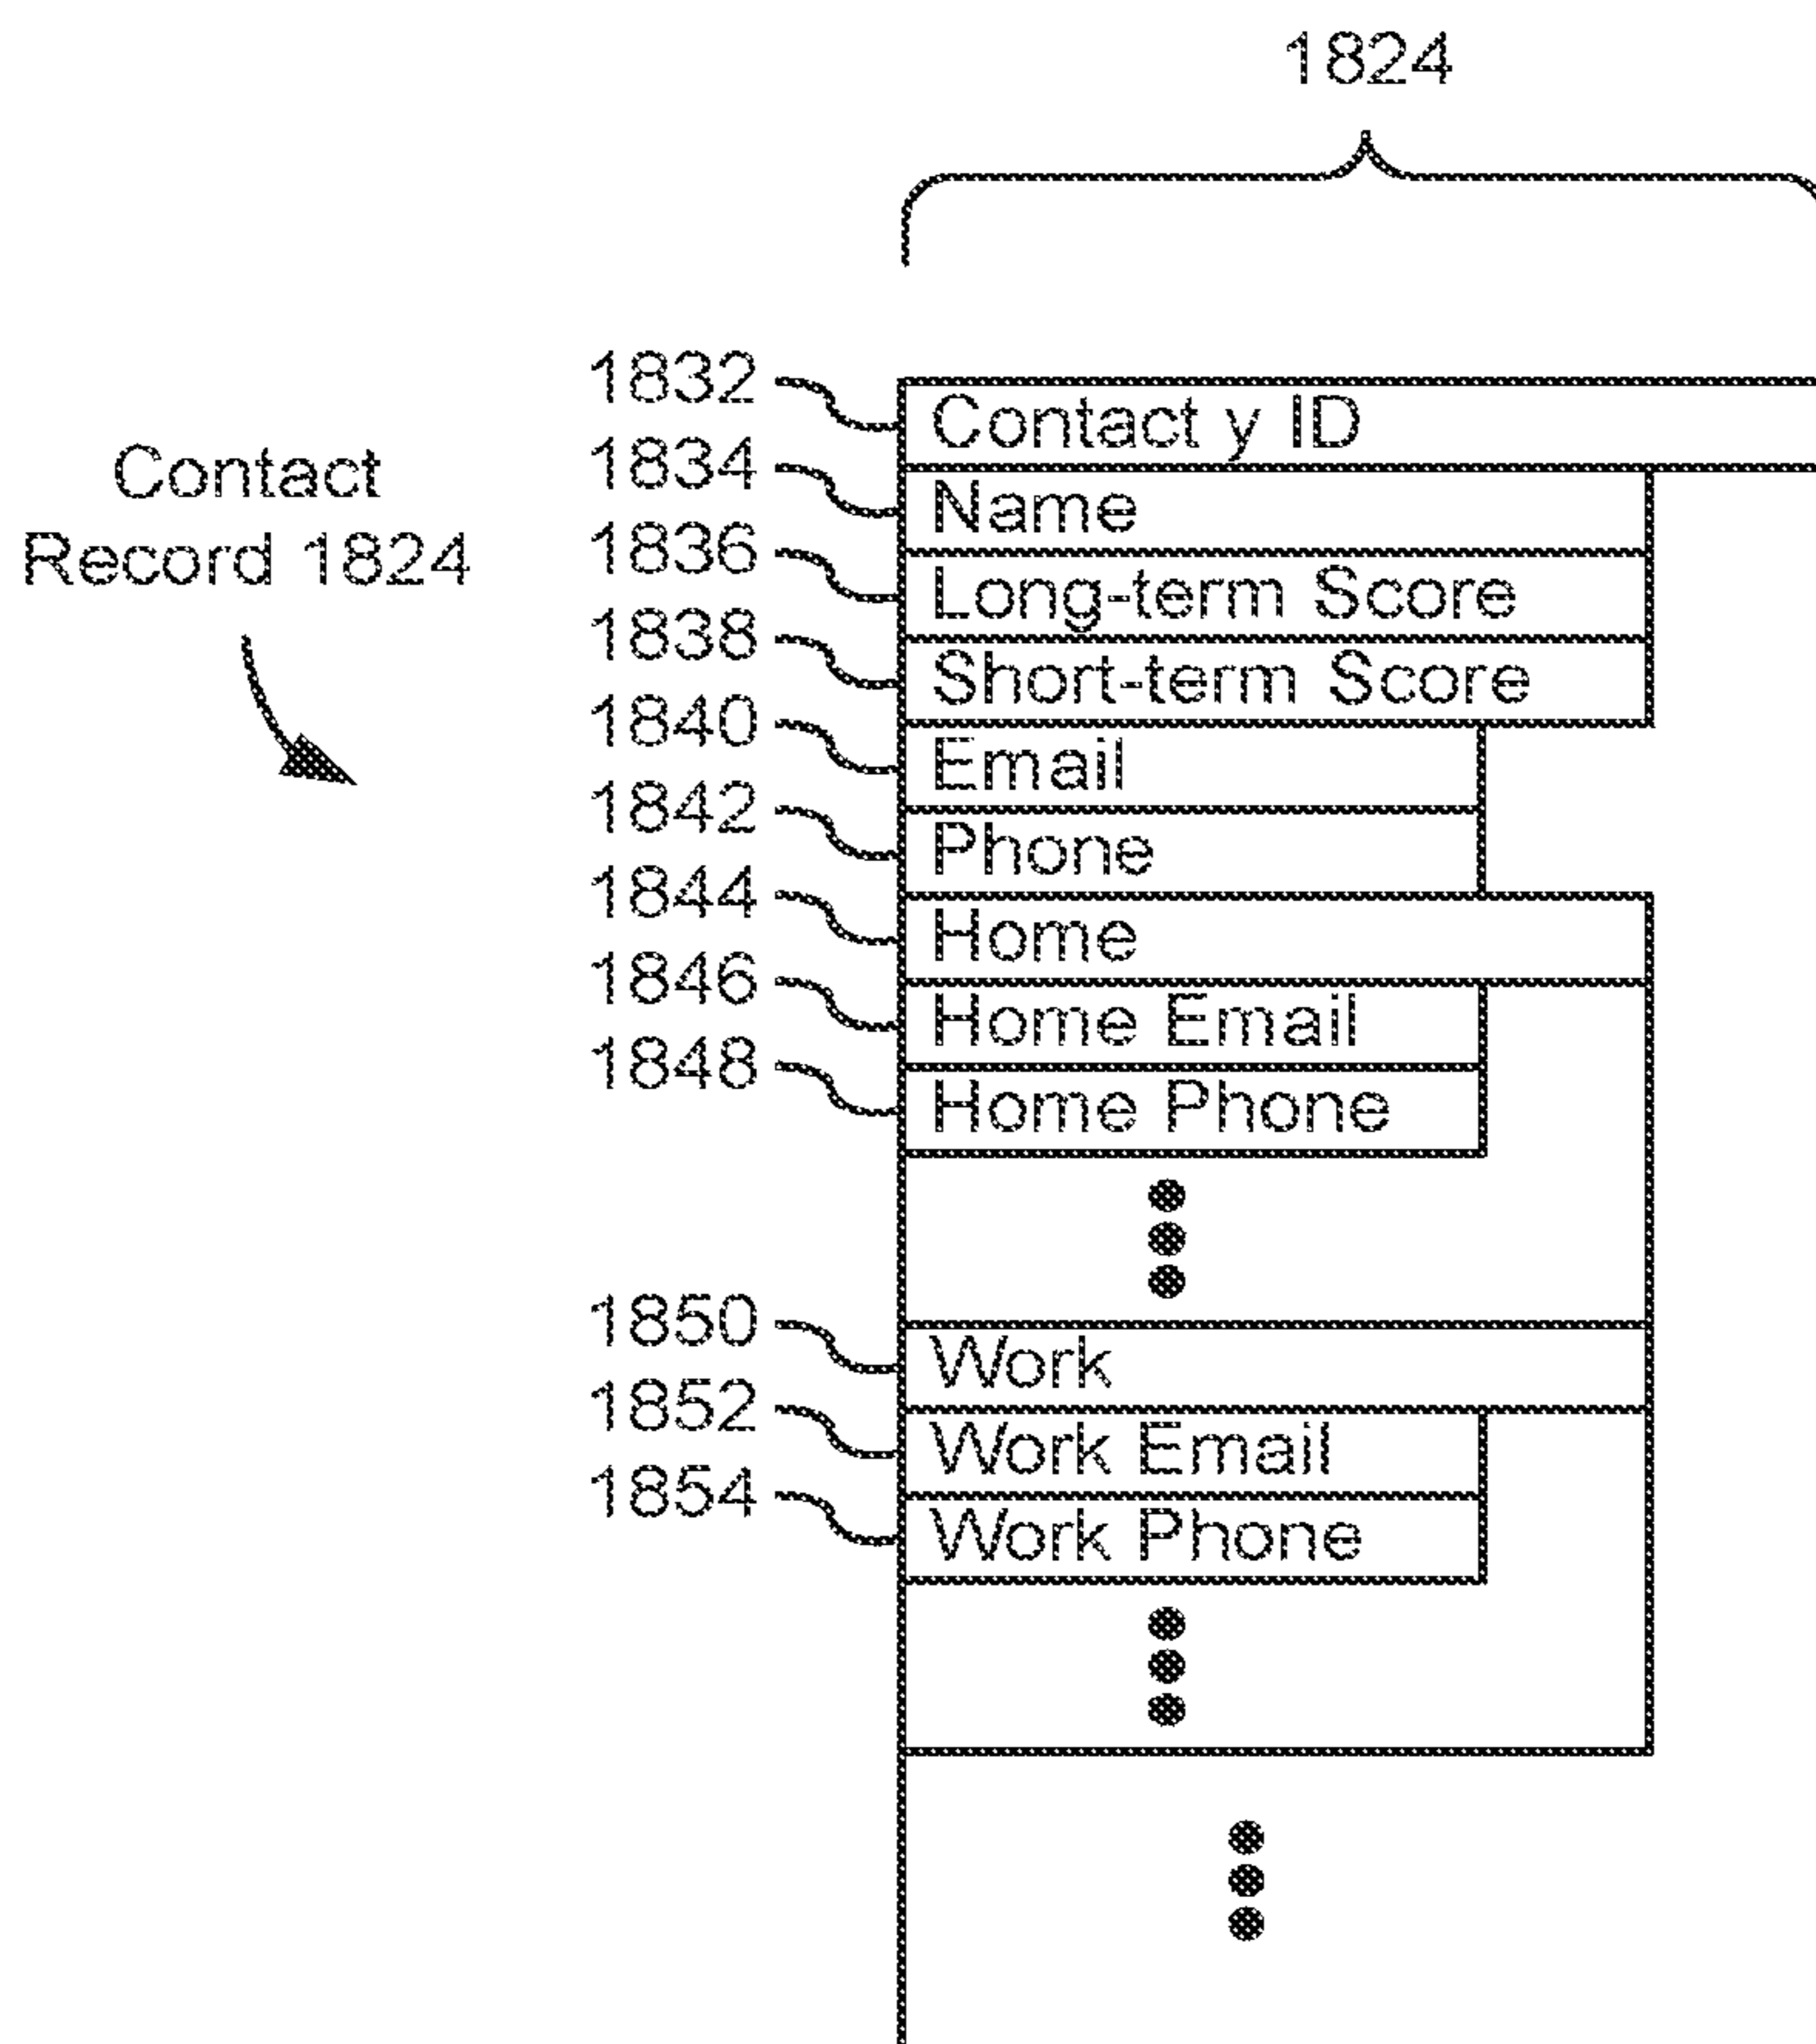 1824
Contact
Record 1824
1832 Contact y ID
1834 Name
1836 Long-term Score
1838 Short-term Score
1840 Email
1842 Phone
1844 Home
1846 Home Email
1848 Home Phone
1850 Work
1852 Work Email
1854 Work Phone